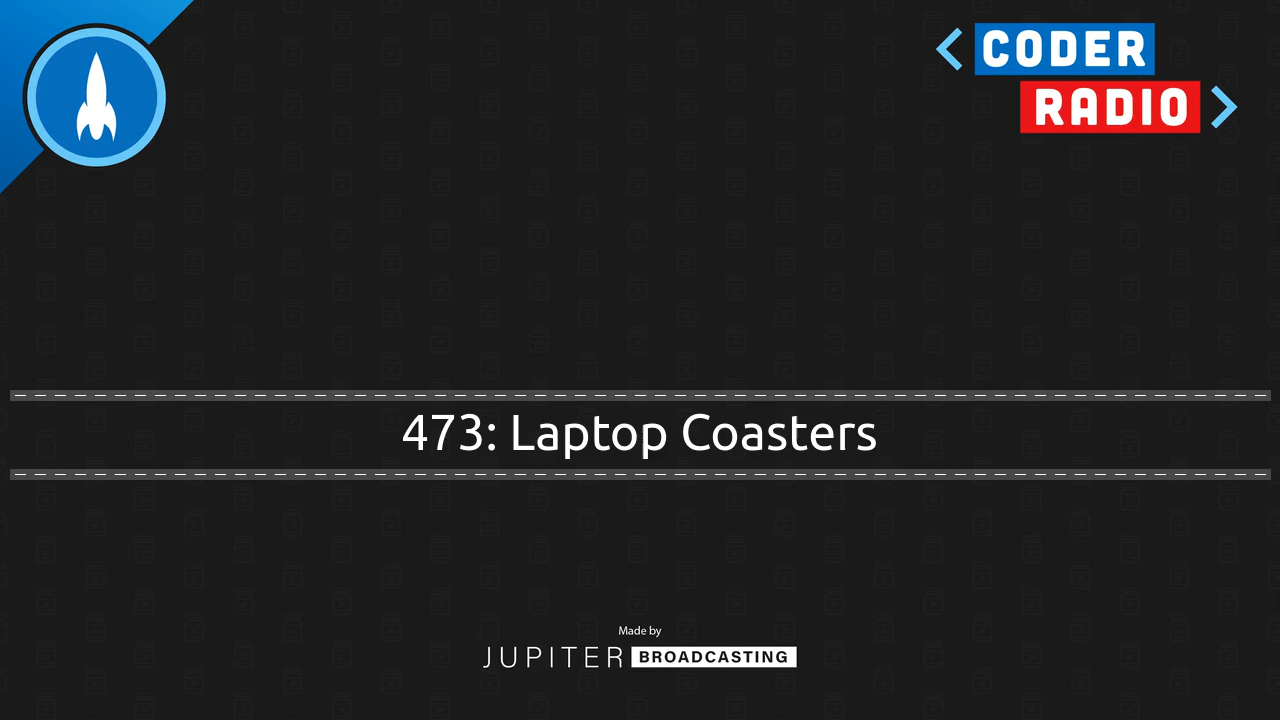 CODER
RADIO
473: Laptop Coasters
Made by
JUPITER BROADCASTING